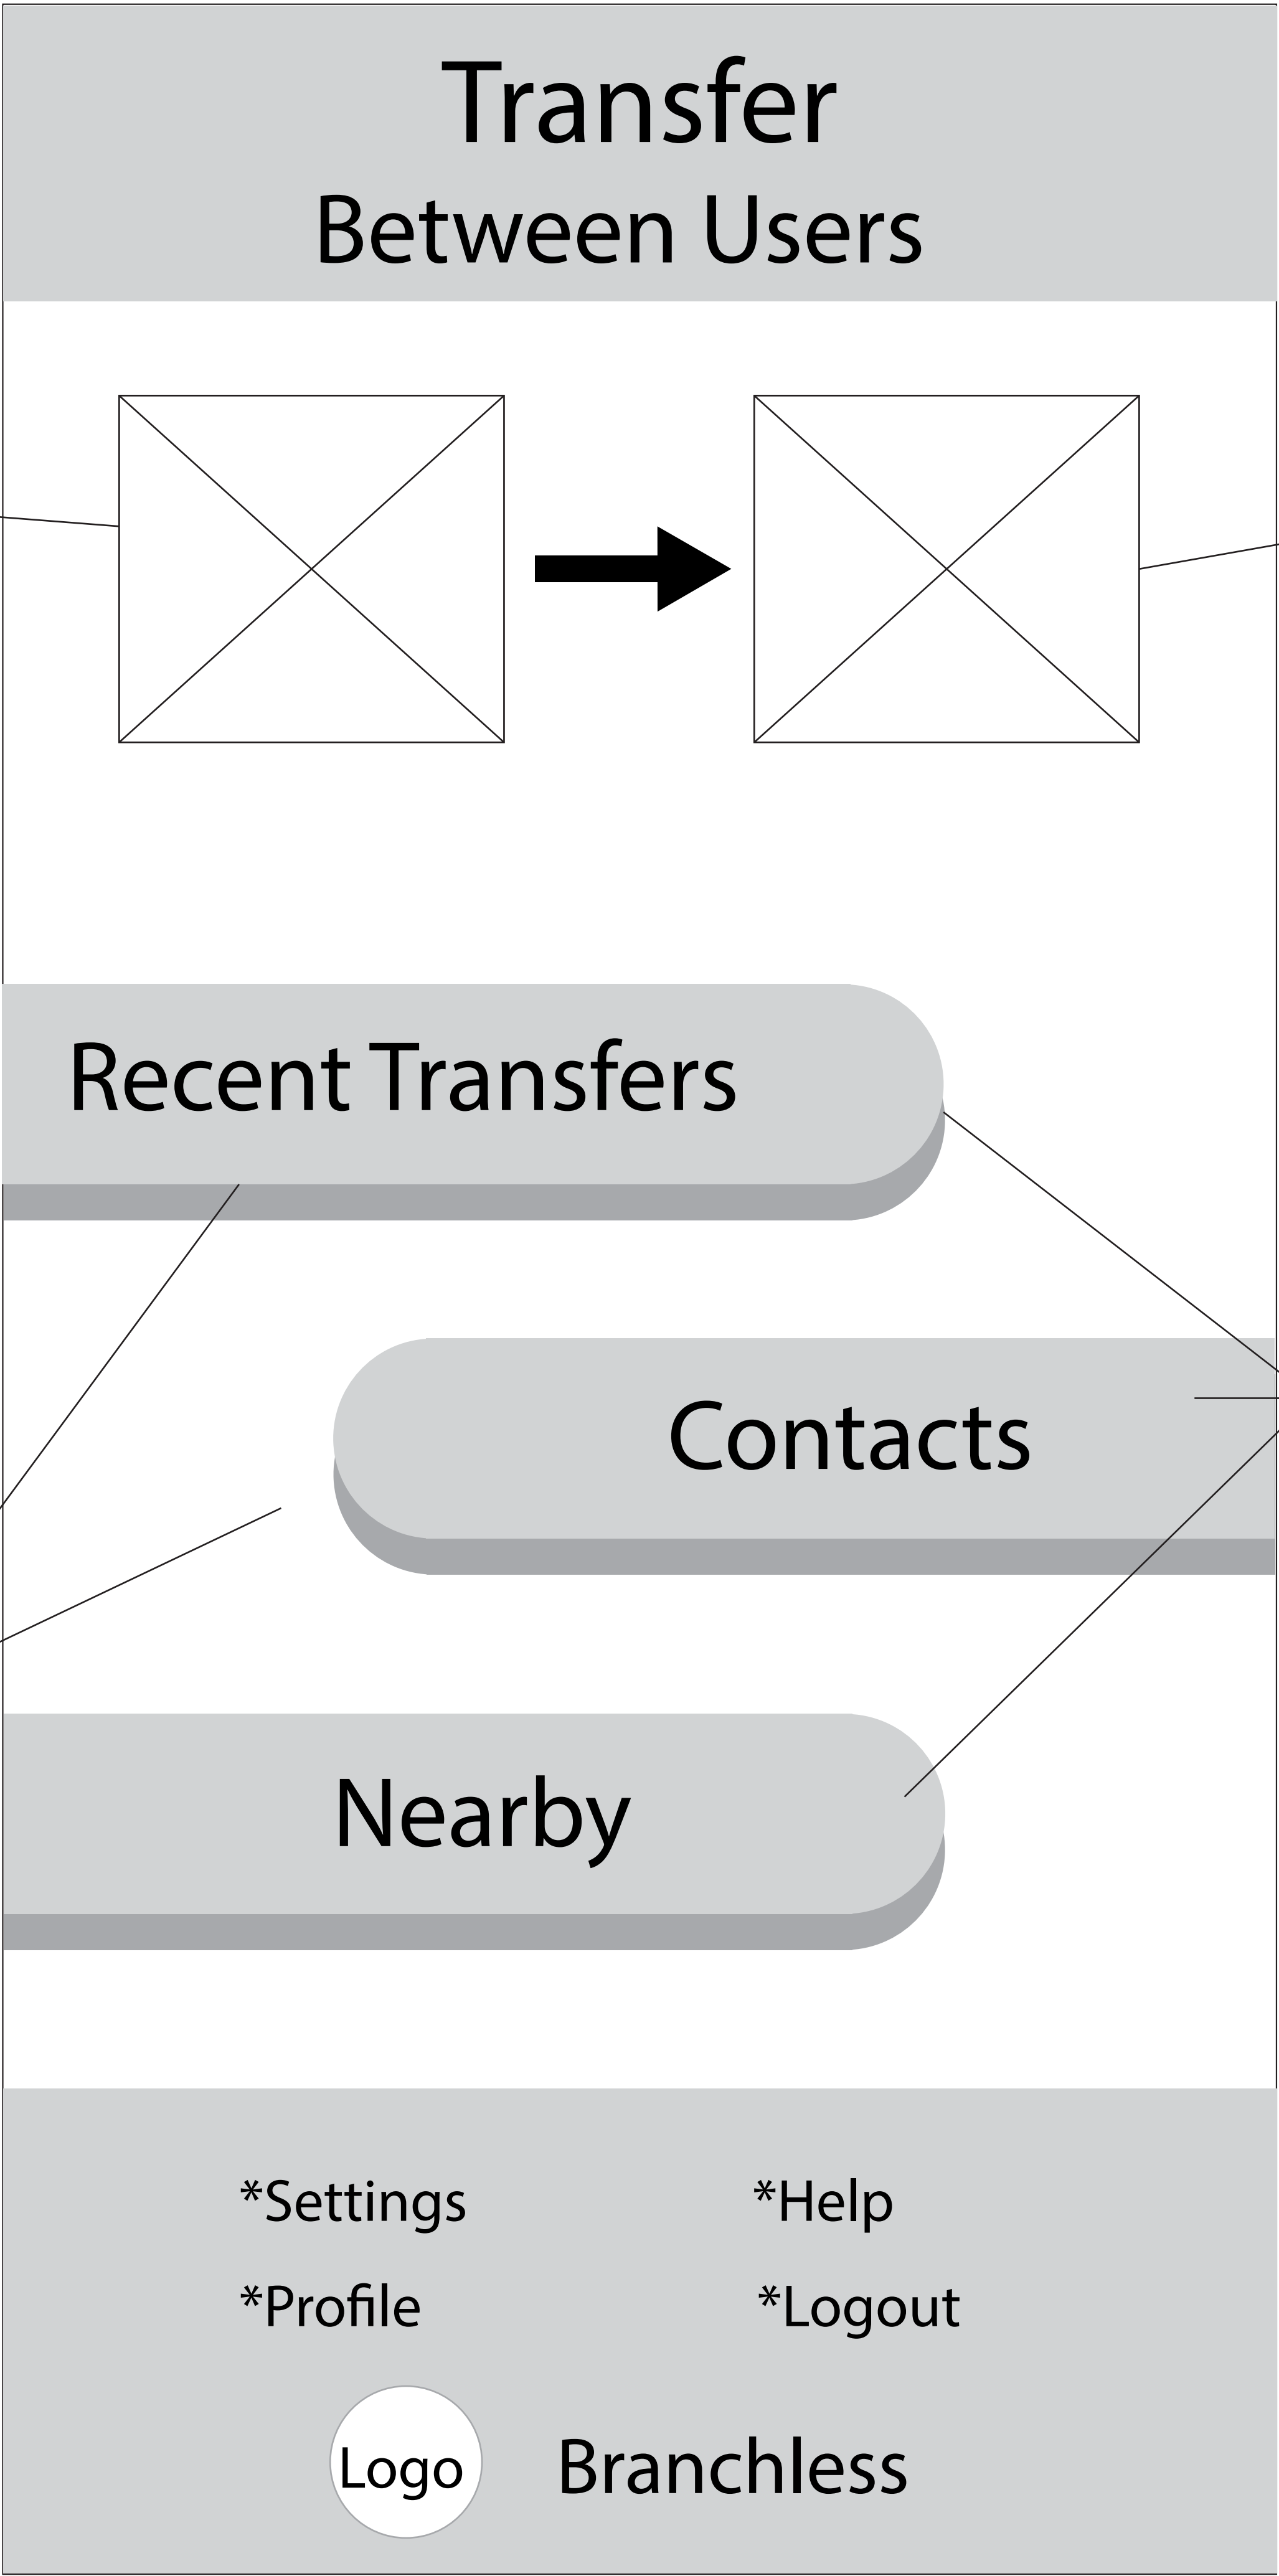 Transfer
Between Users
Recent Transfers
Contacts
Nearby
*Settings
*Help
*Profile
*Logout
Logo
Branchless